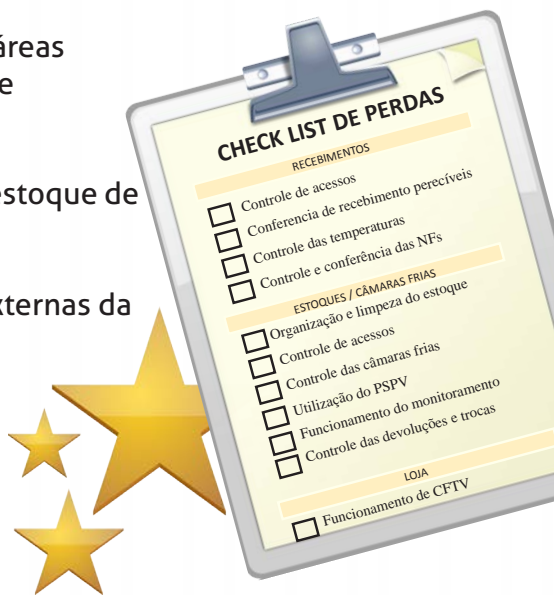 áreas
e
estoque de
xternas da
CHECK LIST DE PERDAS
RECEBIMENTOS
Controle de acessos
Conferencia de recebimento perecíveis
Controle das temperaturas
Controle e conferência das NFs
ESTOQUES / CÂMARAS FRIAS
Organização e limpeza do estoque
Controle de acessos
Controle das câmaras frias
Utilização do PSPV
Funcionamento do monitoramento
Controle das devoluções e trocas
LOJA
Funcionamento de CFTV